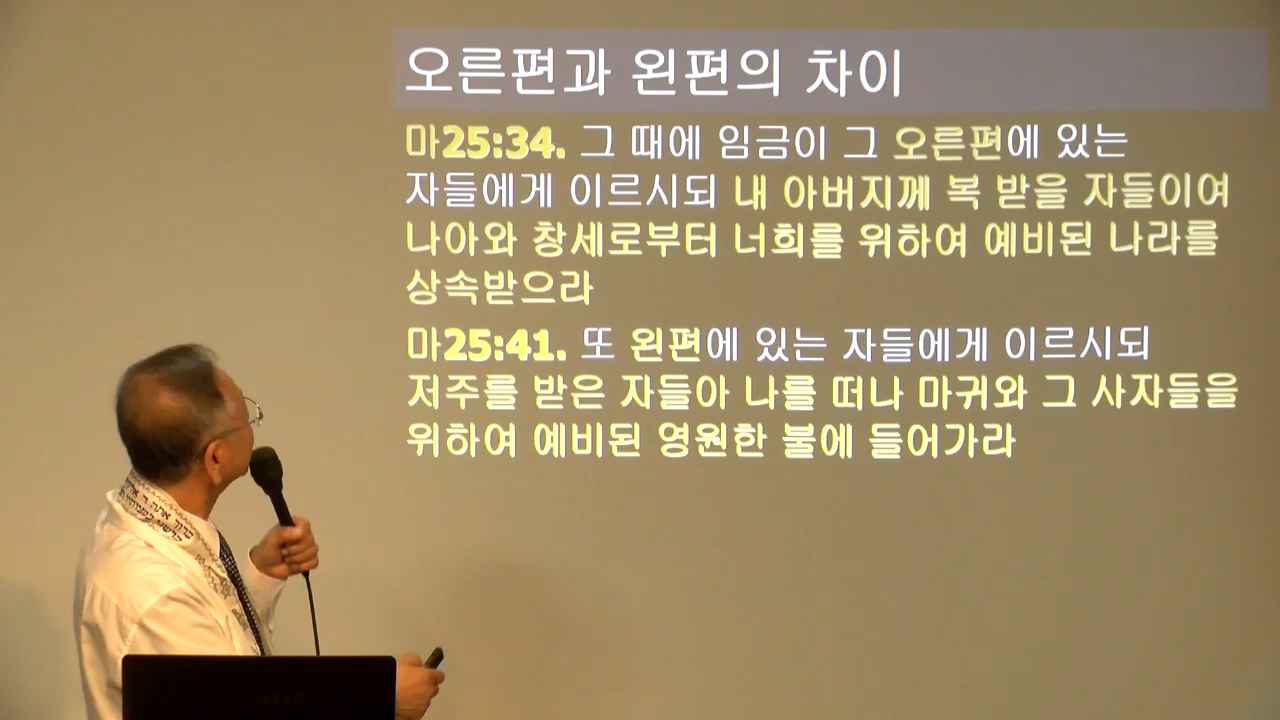 오른편과 왼편의 차이
마25:34. 그 때에 임금이 그 오른편에 있는
자들에게 이르시되 내 아버지께 복 받을 자들이여
나아와 창세로부터 너희를 위하여 예비된 나라를
상속받으라
마25:41. 또 왼편에 있는 자들에게 이르시되
저주를 받은 자들아 나를 떠나 마귀와 그 사자들을
위하여 예비된 영원한 불에 들어가라